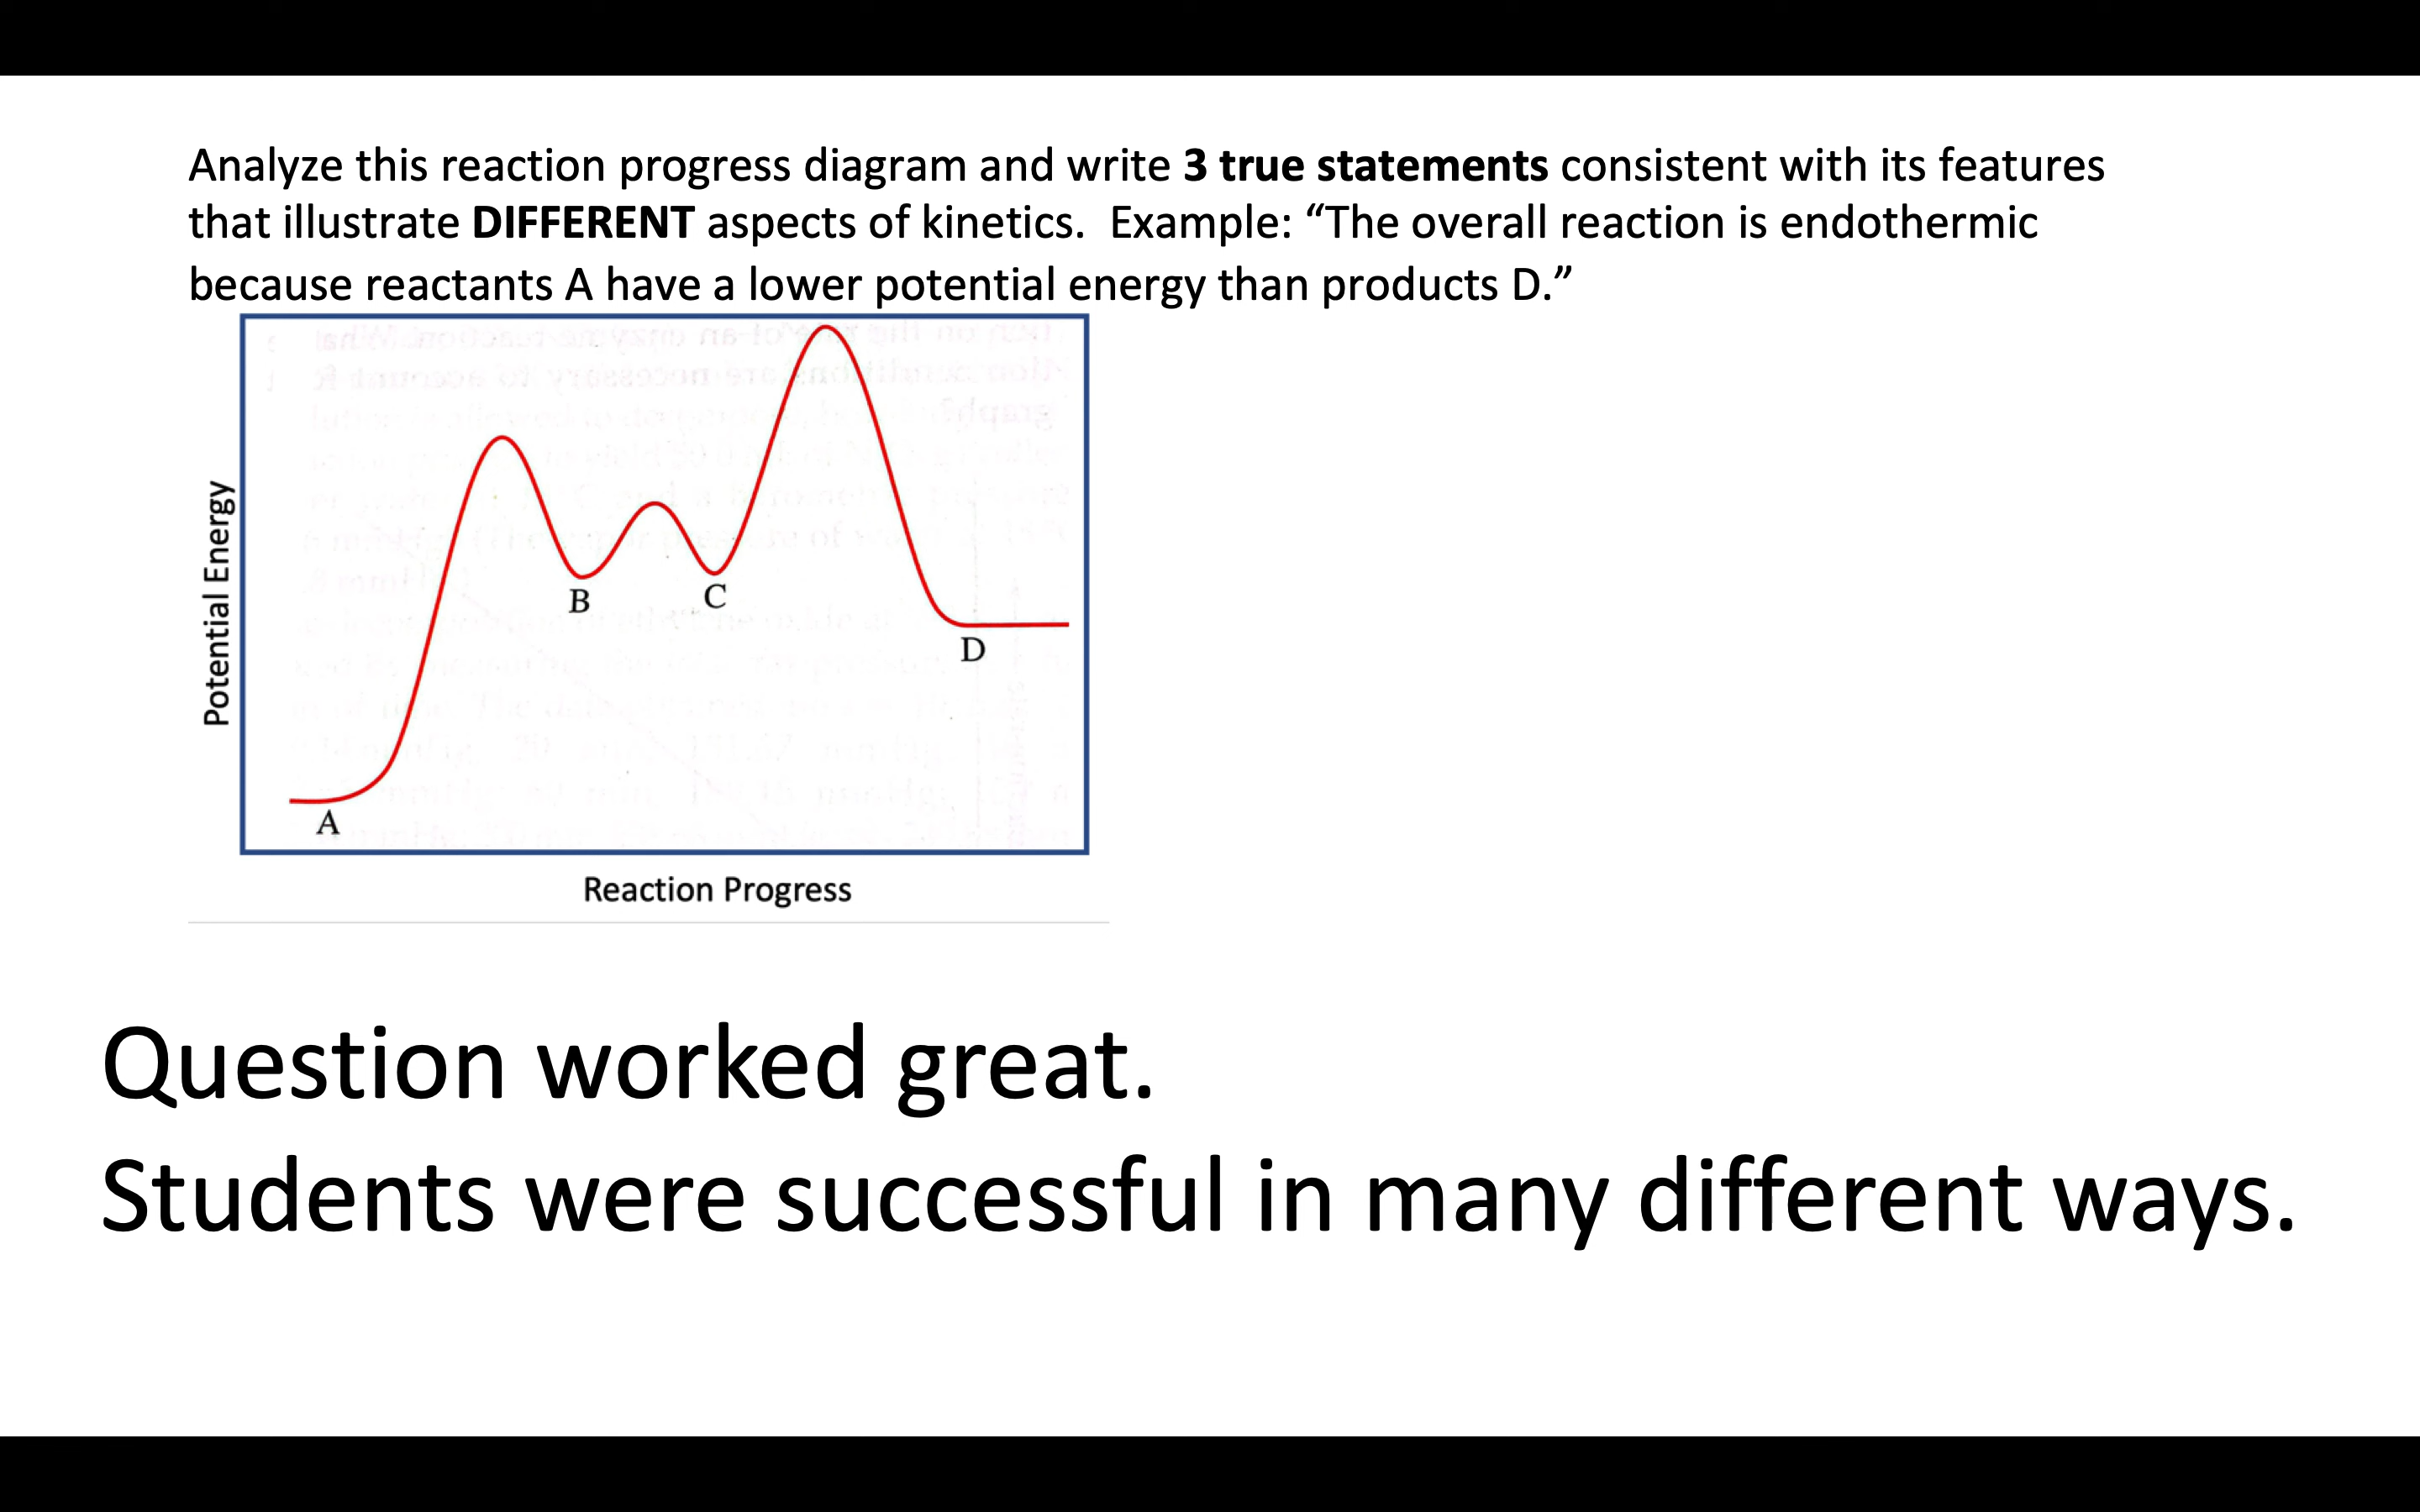 Analyze this reaction progress diagram and write 3 true statements consistent with its features
that illustrate DIFFERENT aspects of kinetics.  Example: “The overall reaction is endothermic
because reactants A have a lower potential energy than products D.”
Potential Energy
A
B
C
D
Reaction Progress
Question worked great.
Students were successful in many different ways.